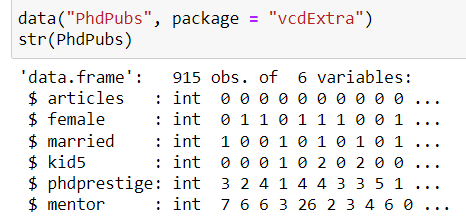 data("PhdPubs", package = "vcdExtra")
str(PhdPubs)
'data.frame':   915 obs. of  6 variables:
 $ articles   : int  0 0 0 0 0 0 0 0 0 0 ...
 $ female     : int  0 1 1 0 1 1 1 0 0 1 ...
 $ married    : int  1 0 0 1 0 1 0 1 0 1 ...
 $ kid5       : int  0 0 0 1 0 2 0 2 0 0 ...
 $ phdprestige: int  3 2 4 1 4 4 3 3 5 1 ...
 $ mentor     : int  7 6 6 3 26 2 3 4 6 0 ...